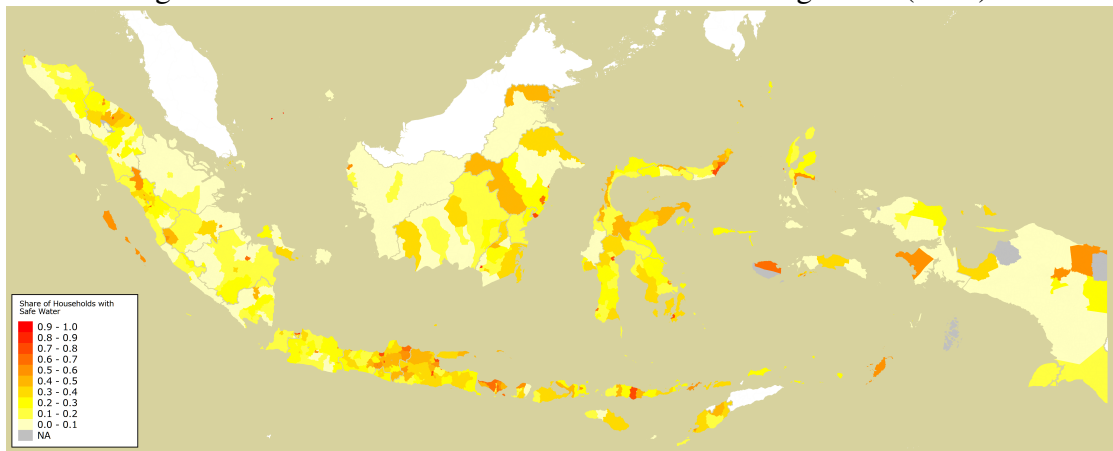 Share of Households with
Safe Water
0.9 - 1.0
0.8 - 0.9
0.7 - 0.8
0.6 - 0.7
0.5 - 0.6
0.4 - 0.5
0.3 - 0.4
0.2 - 0.3
0.1 - 0.2
0.0 - 0.1
NA